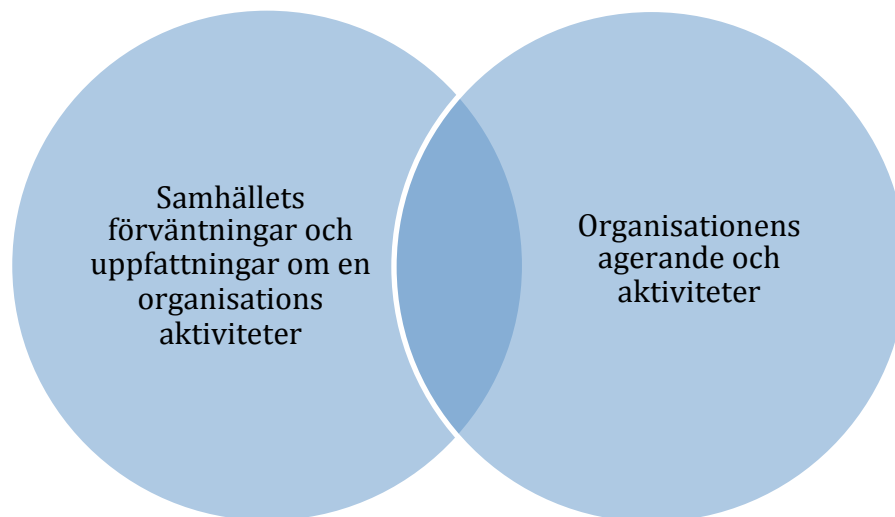 Samhällets
förväntningar och
uppfattningar om en
organisations
aktiviteter
Organisationens
agerande och
aktiviteter